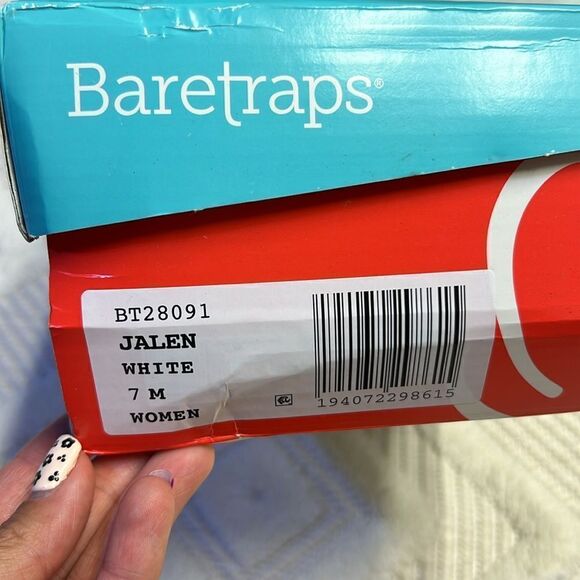 Baretraps®
BT28091
JALEN
WHITE
7 M
WOMEN
194072298615